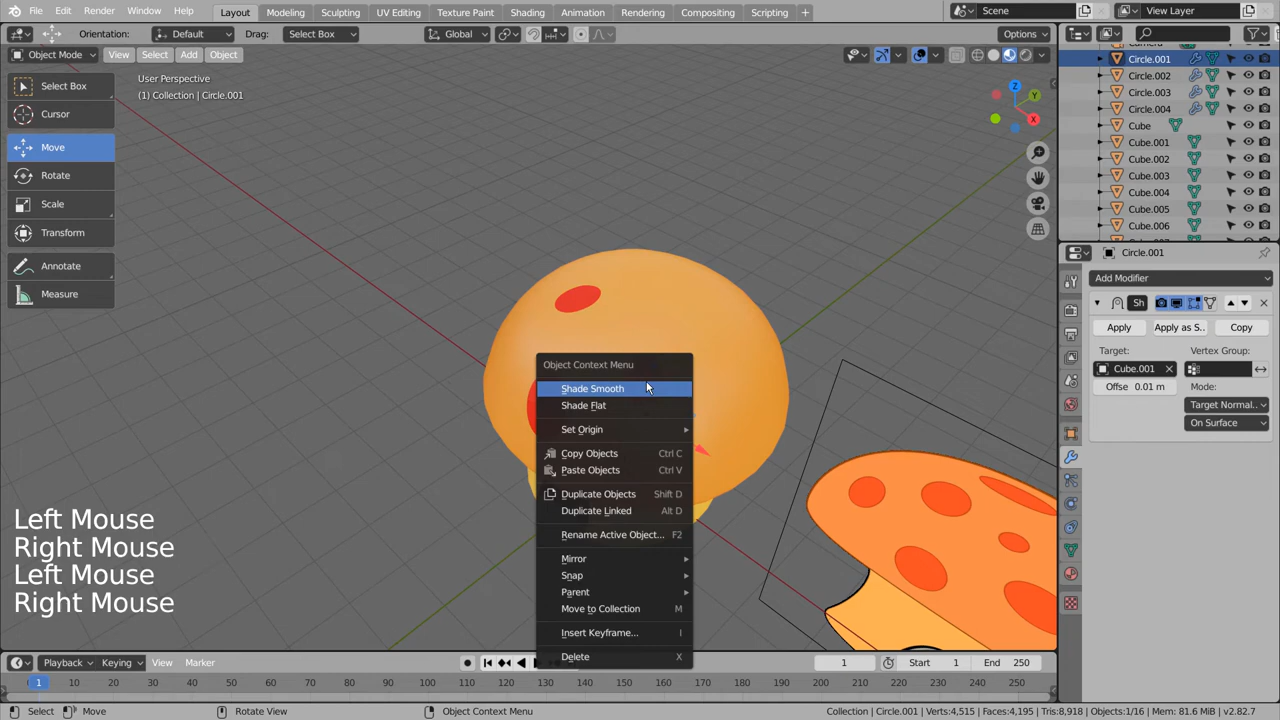 File Edit Render Window Help Layout Modeling Sculpting UV Editing Texture Paint Shading Animation Rendering Compositing Scripting + Scene View Layer
Orientation: Default Drag: Select Box Global Options
Object Mode View Select Add Object
User Perspective
(1) Collection | Circle.001
Select Box
Cursor
Move
Rotate
Scale
Transform
Annotate
Measure
Z
Y
X
Camera
Circle.001
Circle.002
Circle.003
Circle.004
Cube
Cube.001
Cube.002
Cube.003
Cube.004
Cube.005
Cube.006
Circle.001
Add Modifier
Sh
Apply Apply as S.. Copy
Target: Vertex Group:
Cube.001
Offse 0.01 m Mode:
Target Normal..
On Surface
Object Context Menu
Shade Smooth
Shade Flat
Set Origin
Copy Objects Ctrl C
Paste Objects Ctrl V
Duplicate Objects Shift D
Duplicate Linked Alt D
Rename Active Object... F2
Mirror
Snap
Parent
Move to Collection M
Insert Keyframe... I
Delete X
Left Mouse
Right Mouse
Left Mouse
Right Mouse
Playback Keying View Marker 1 Start 1 End 250
1 10 20 30 40 50 60 70 80 90 100 110 120 130 140 150 160 170 180 190 200 210 220 230 240 250
Select Move Rotate View Object Context Menu Collection | Circle.001 | Verts:4,515 | Faces:4,195 | Tris:8,918 | Objects:1/16 | Mem: 81.6 MiB | v2.82.7